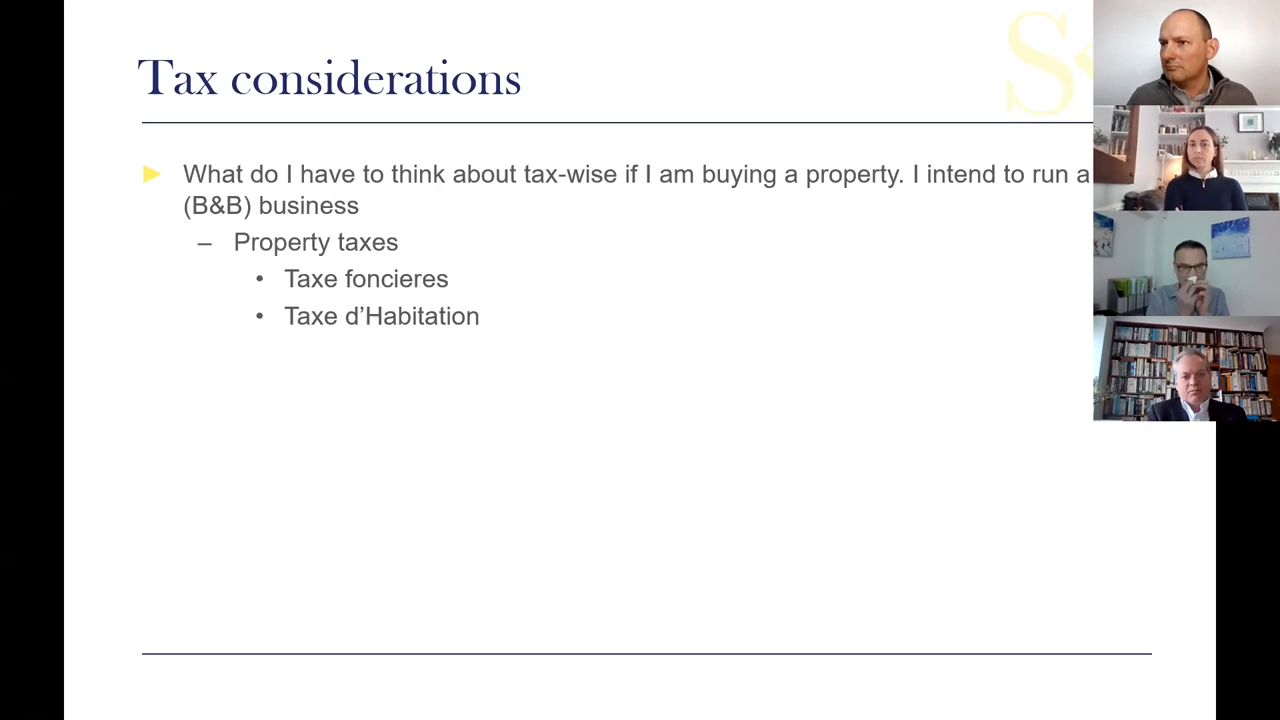 Tax considerations
What do I have to think about tax-wise if I am buying a property. I intend to run a
(B&B) business
– Property taxes
• Taxe foncieres
• Taxe d’Habitation